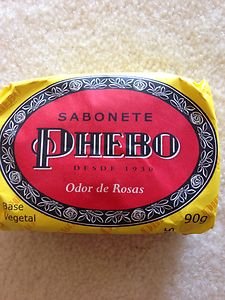 SABONETE
PHEBO
DESDE 1930
Odor de Rosas
Base
Vegetal
90g